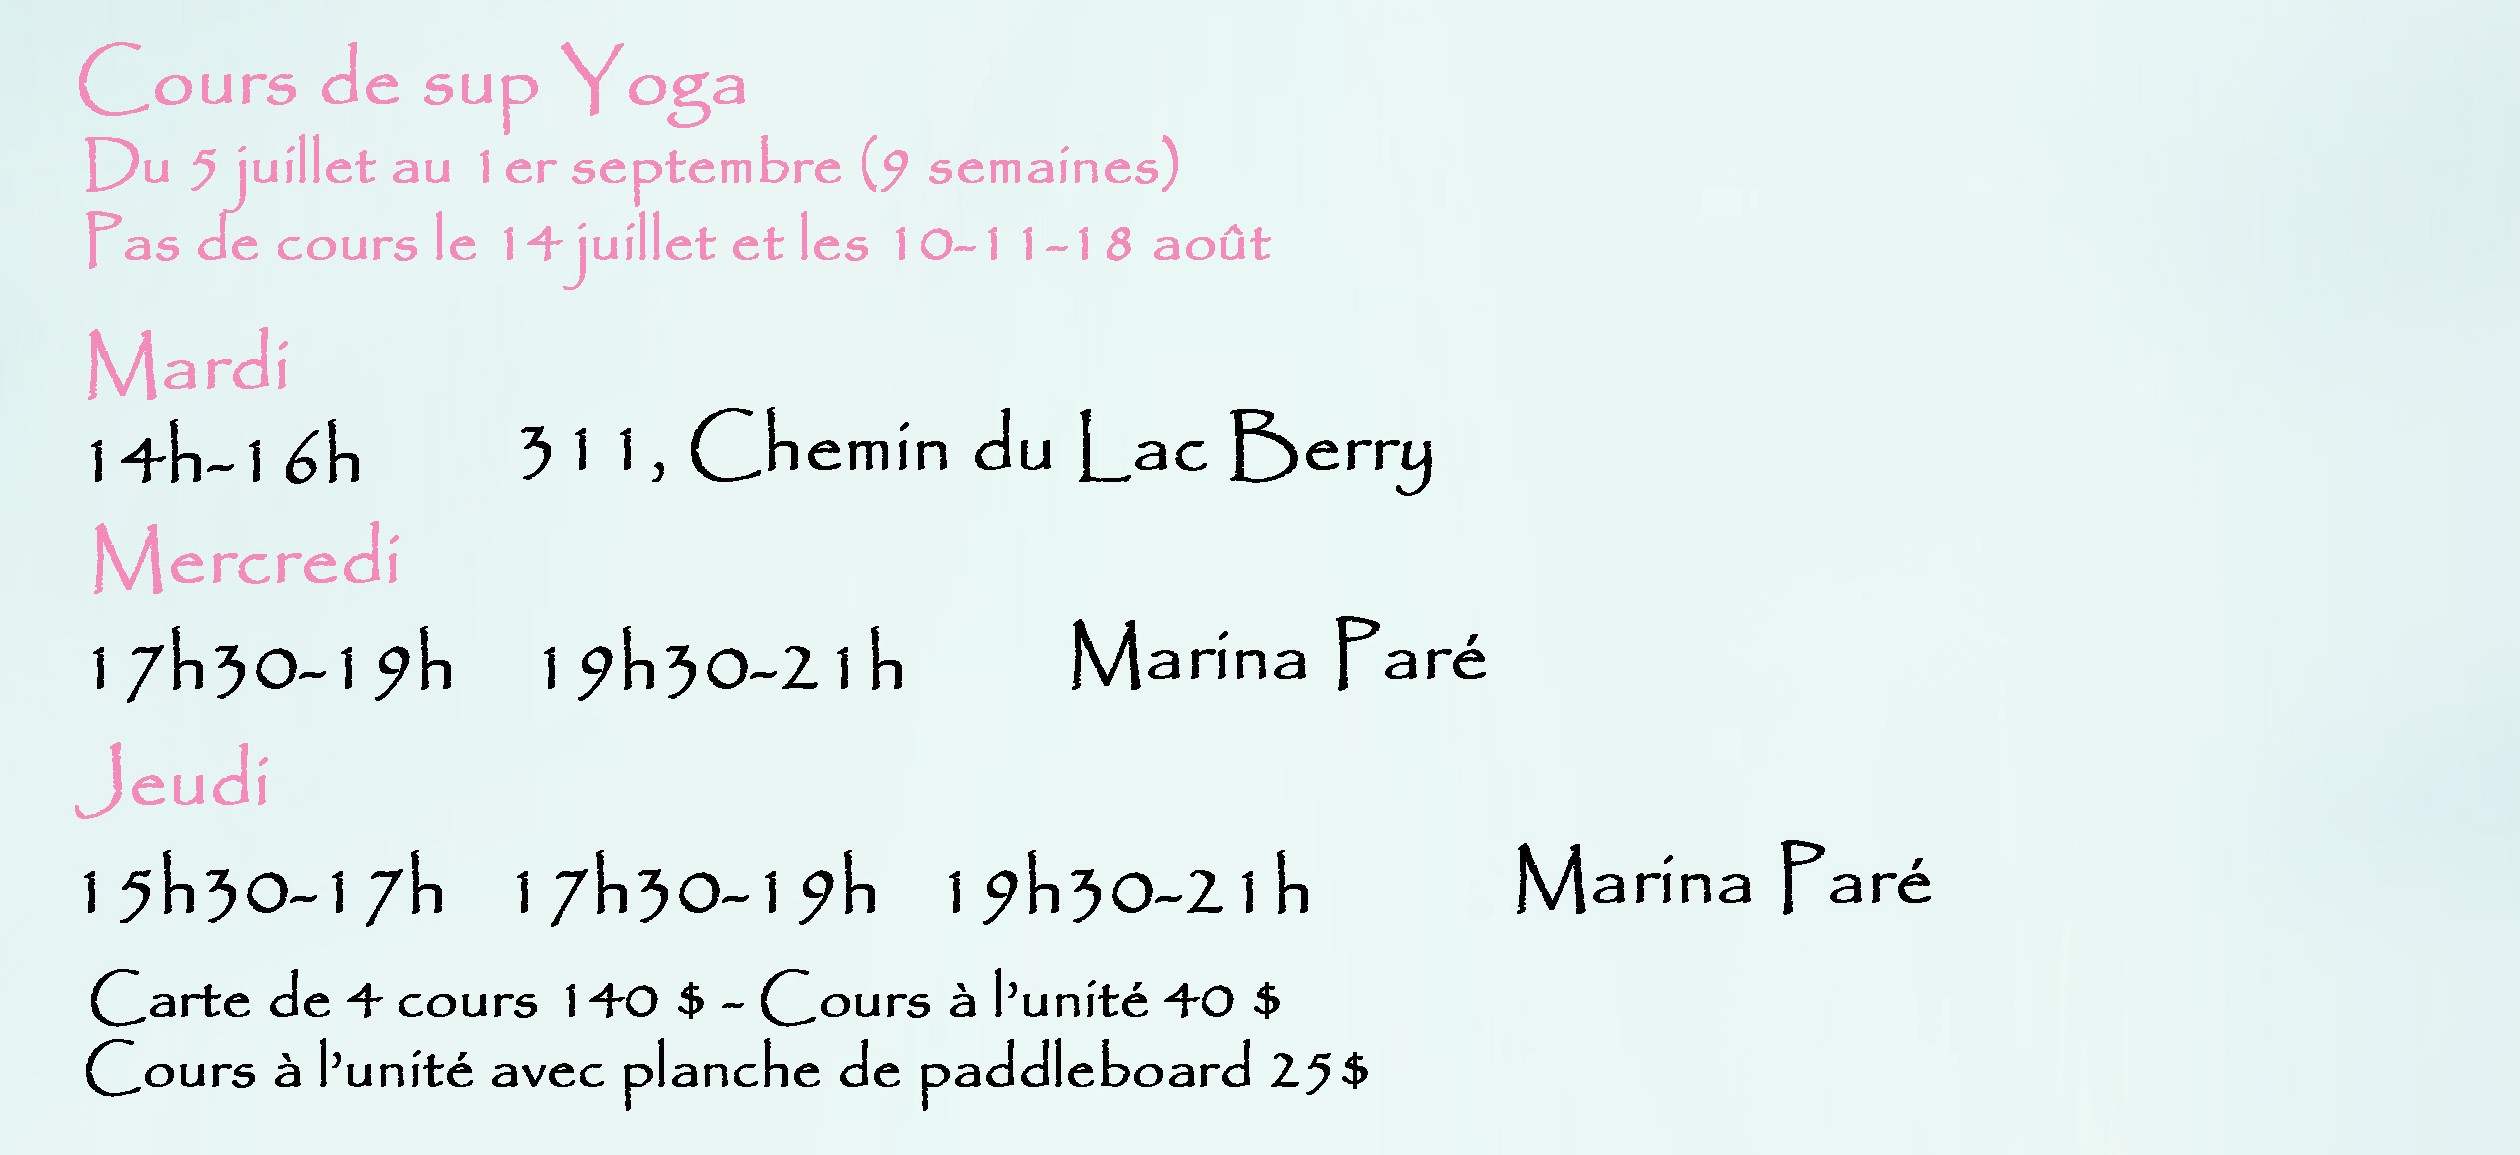 Cours de sup Yoga
Du 5 juillet au 1er septembre (9 semaines)
Pas de cours le 14 juillet et les 10-11-18 août
Mardi
14h-16h 311, Chemin du Lac Berry
Mercredi
17h30-19h 19h30-21h Marina Paré
Jeudi
15h30-17h 17h30-19h 19h30-21h Marina Paré
Carte de 4 cours 140 $ - Cours à l'unité 40 $
Cours à l'unité avec planche de paddleboard 25$